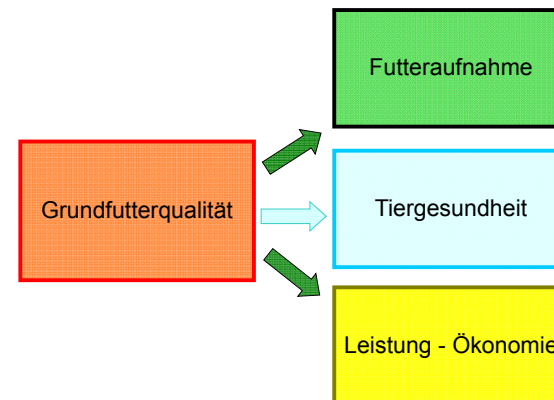 Futteraufnahme
Grundfutterqualität
Tiergesundheit
Leistung - Ökonomie